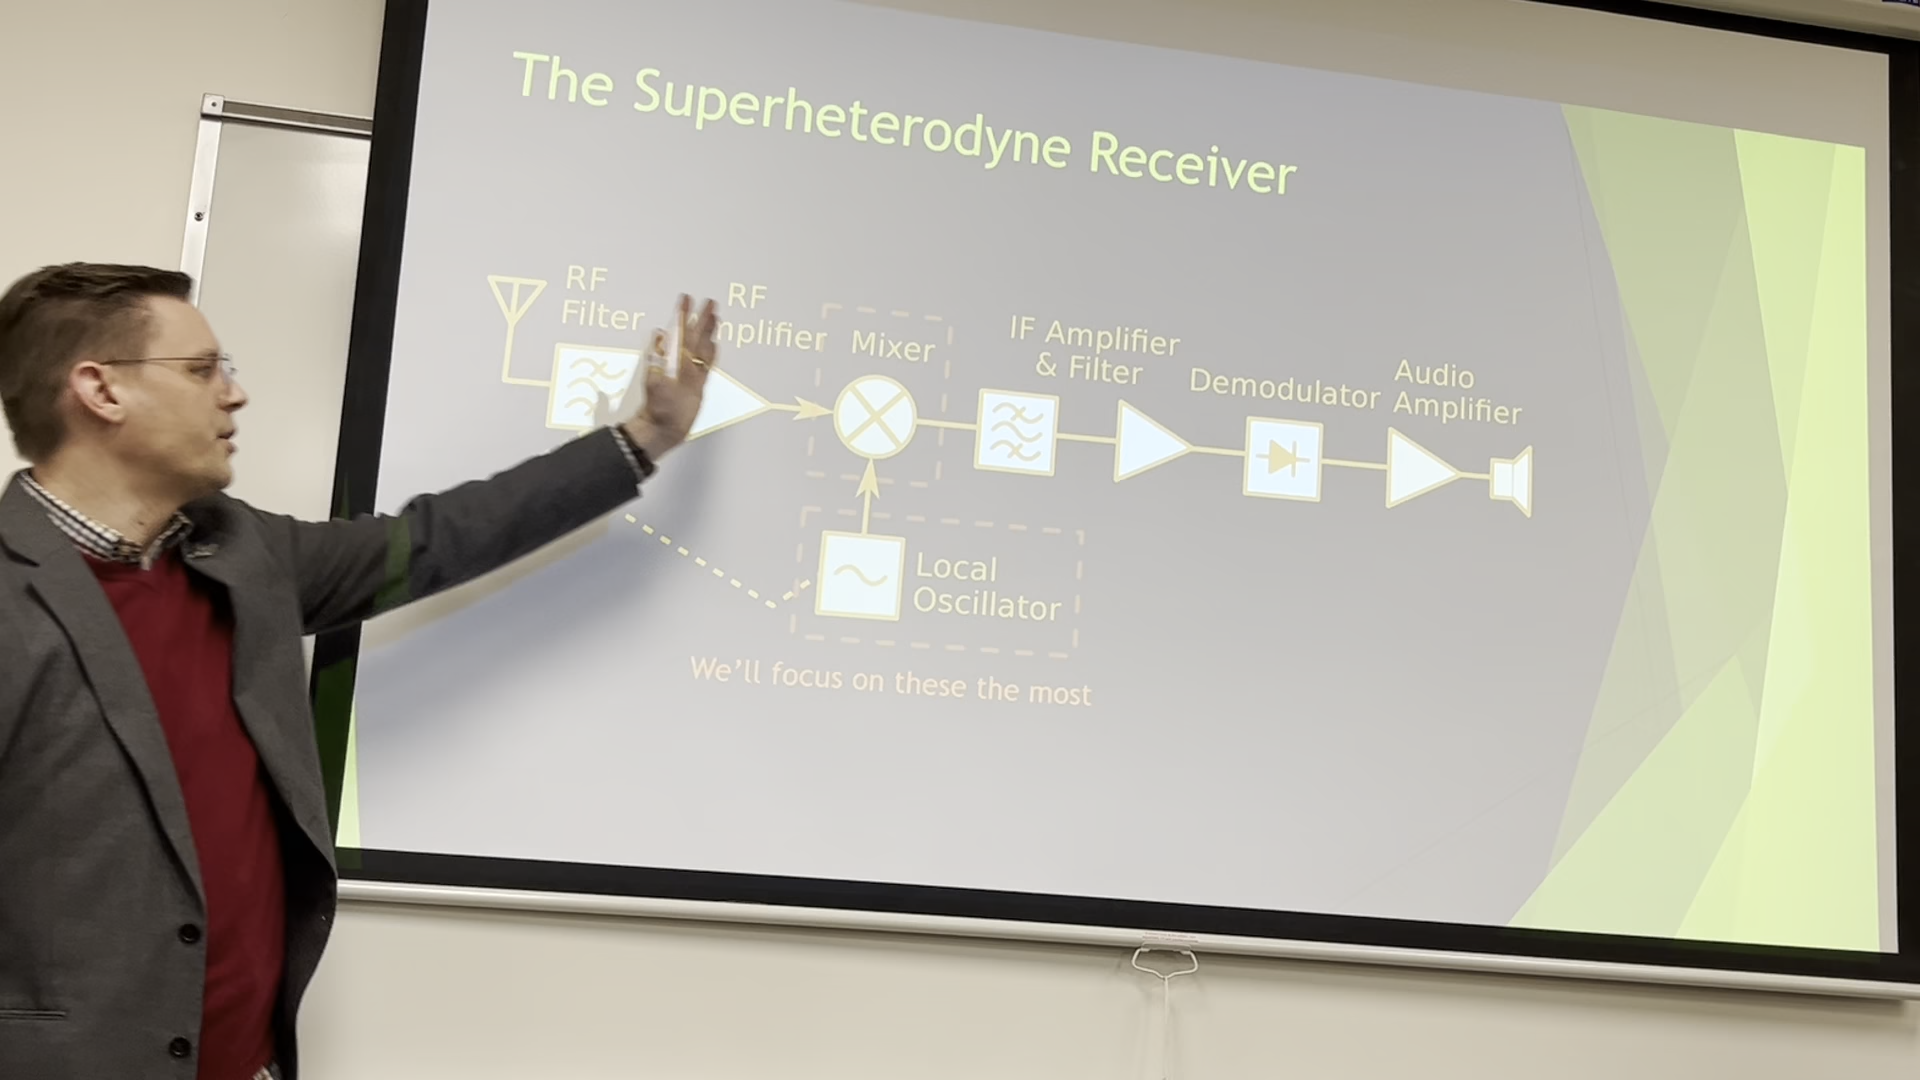 The Superheterodyne Receiver
RF
Filter
RF
mplifier
Mixer
IF Amplifier
& Filter
Demodulator
Audio
Amplifier
Local
Oscillator
We'll focus on these the most